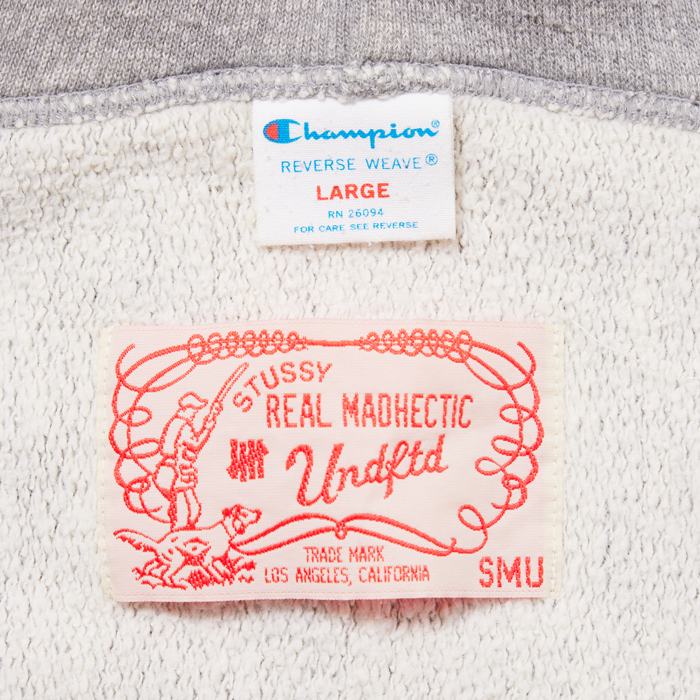 Champion®
REVERSE WEAVE®
LARGE
RN 26094
FOR CARE SEE REVERSE
STUSSY
REAL MADHECTIC
Undftd
TRADE MARK
LOS ANGELES, CALIFORNIA
SMU